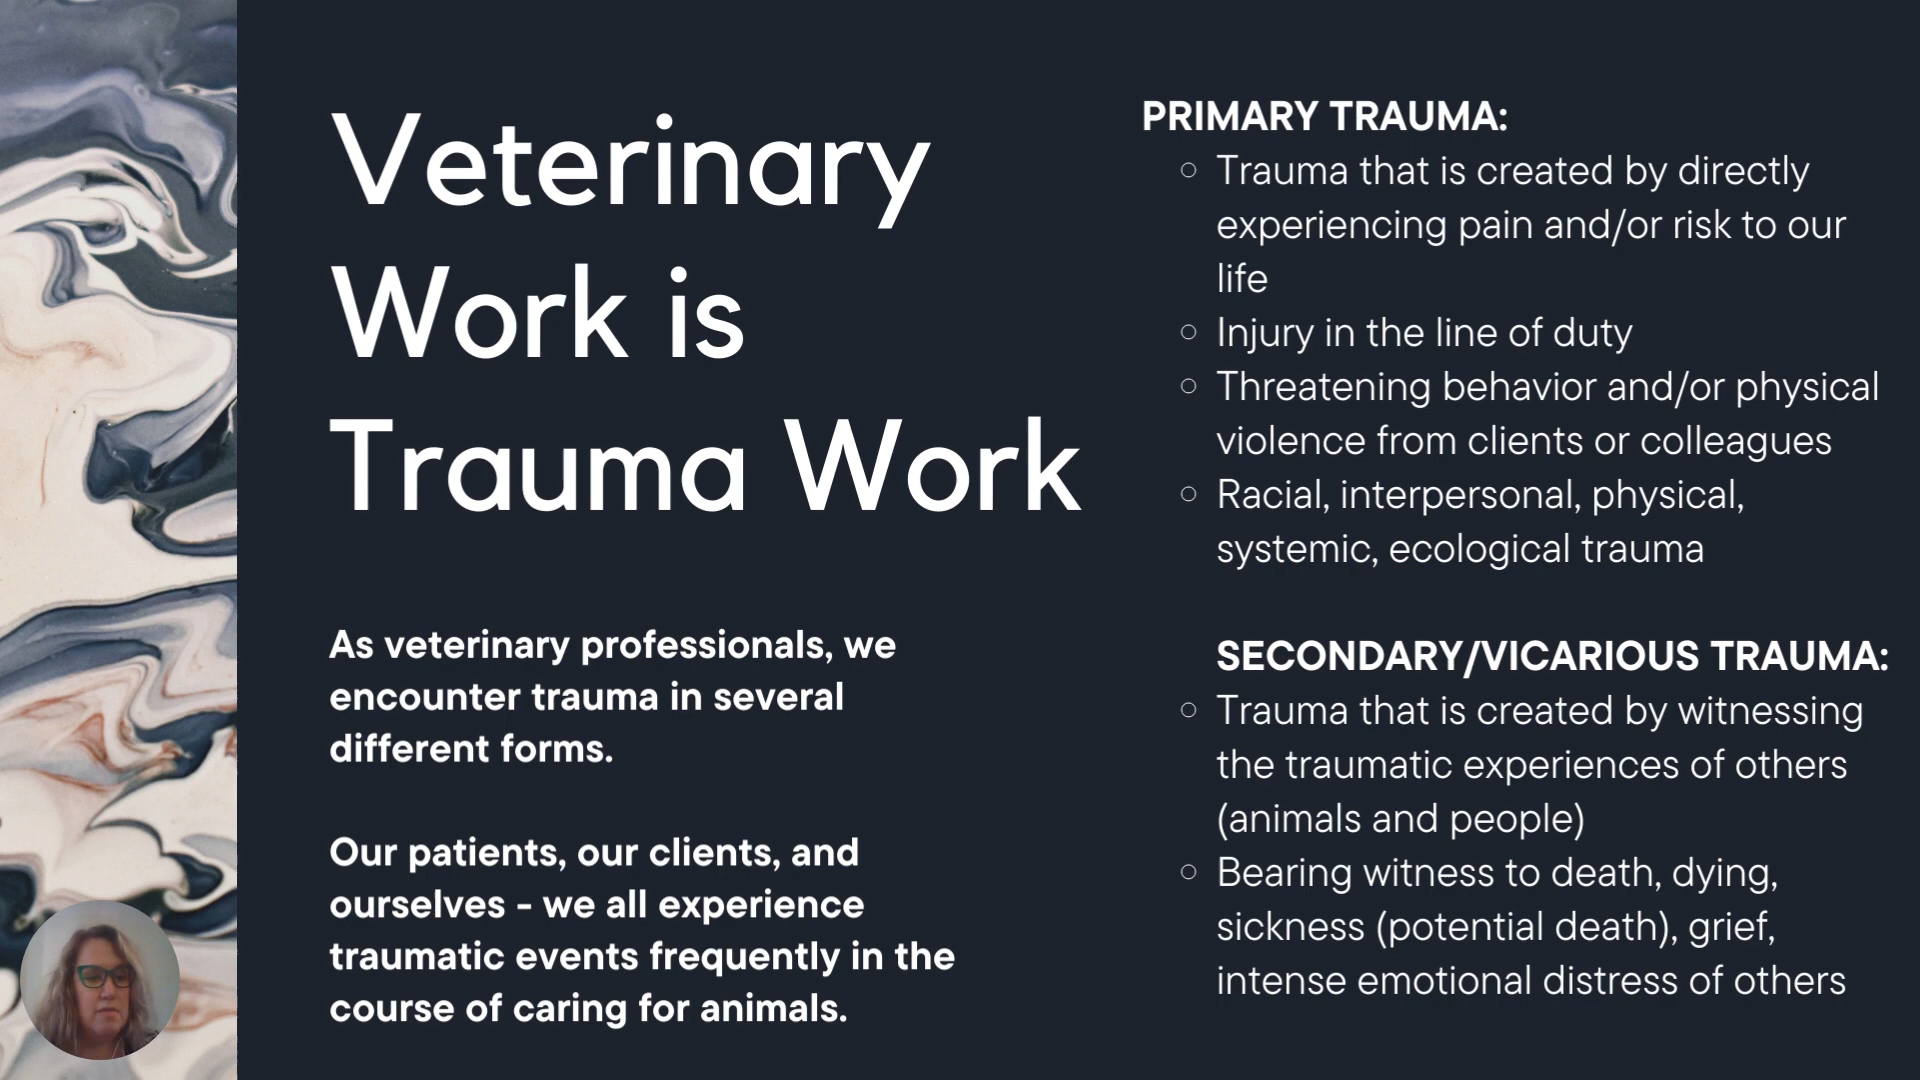 Veterinary
Work is
Trauma Work
As veterinary professionals, we
encounter trauma in several
different forms.
Our patients, our clients, and
ourselves - we all experience
traumatic events frequently in the
course of caring for animals.
PRIMARY TRAUMA:
Trauma that is created by directly
experiencing pain and/or risk to our
life
Injury in the line of duty
Threatening behavior and/or physical
violence from clients or colleagues
Racial, interpersonal, physical,
systemic, ecological trauma
SECONDARY/VICARIOUS TRAUMA:
Trauma that is created by witnessing
the traumatic experiences of others
(animals and people)
Bearing witness to death, dying,
sickness (potential death), grief,
intense emotional distress of others